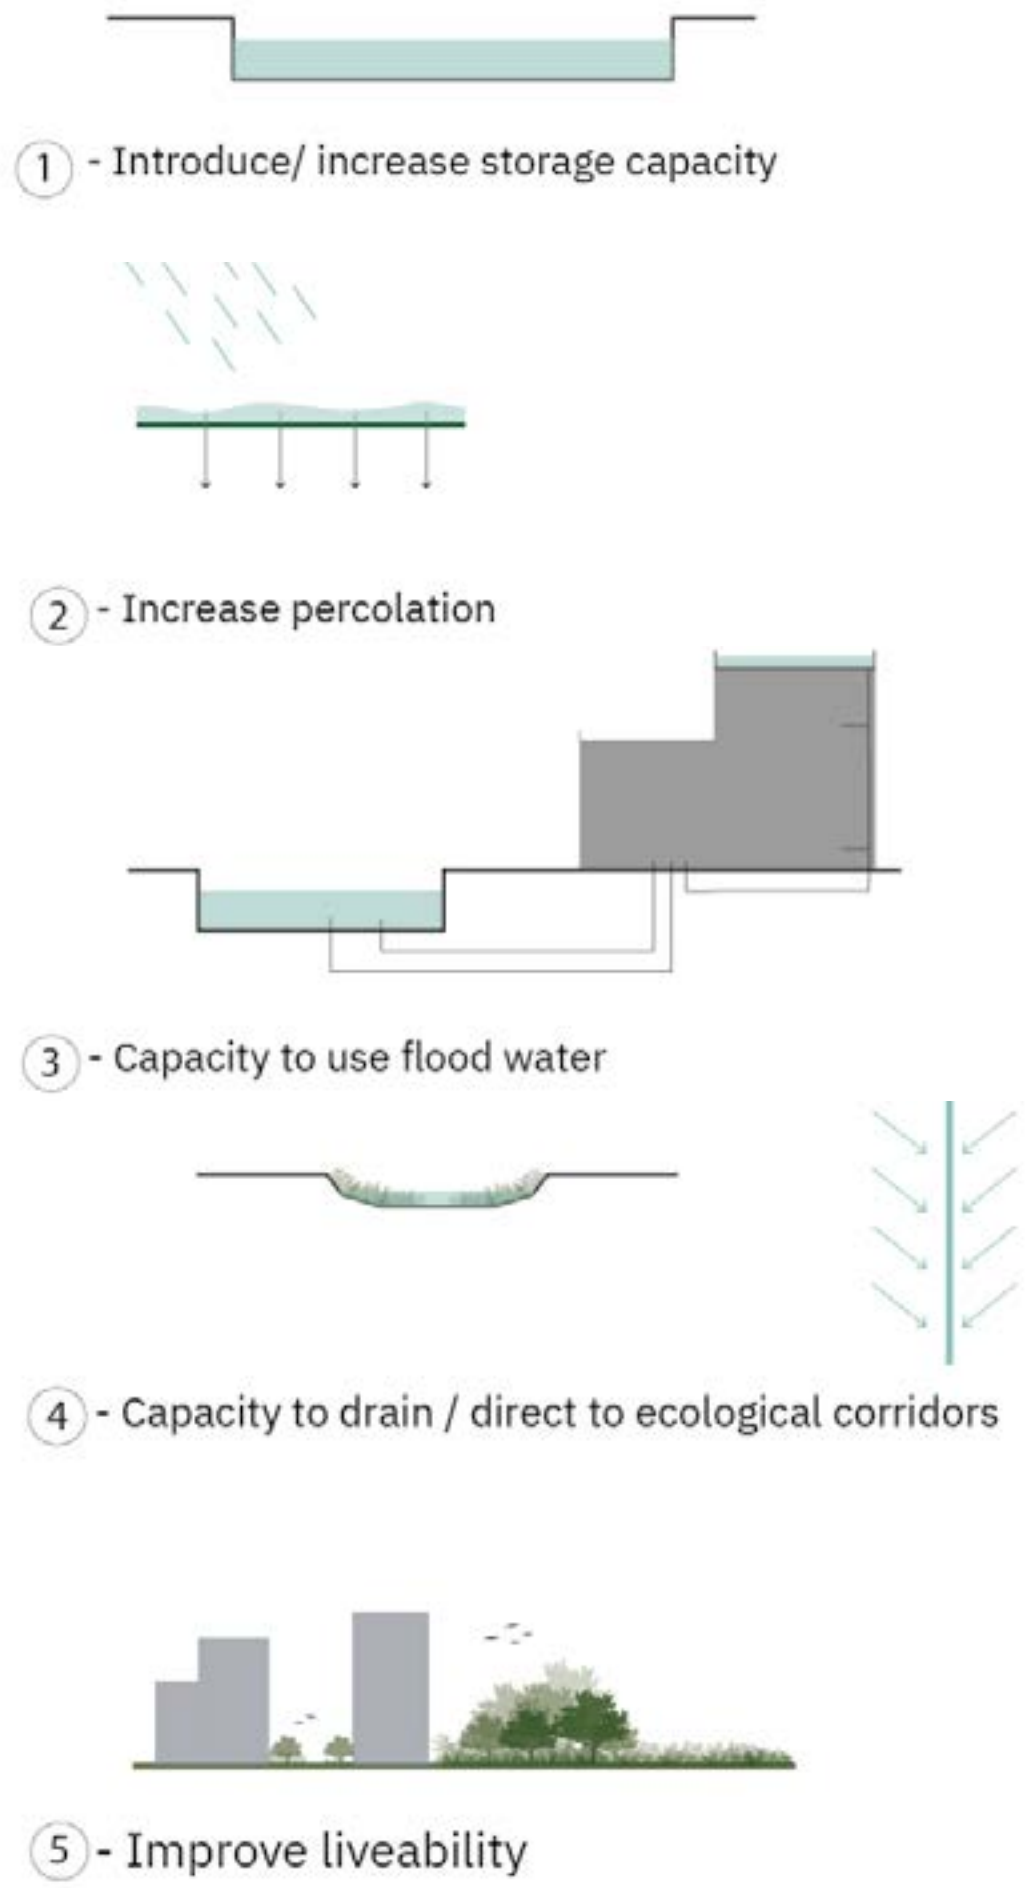 1 - Introduce/ increase storage capacity
2 - Increase percolation
3 - Capacity to use flood water
4 - Capacity to drain / direct to ecological corridors
5 - Improve liveability